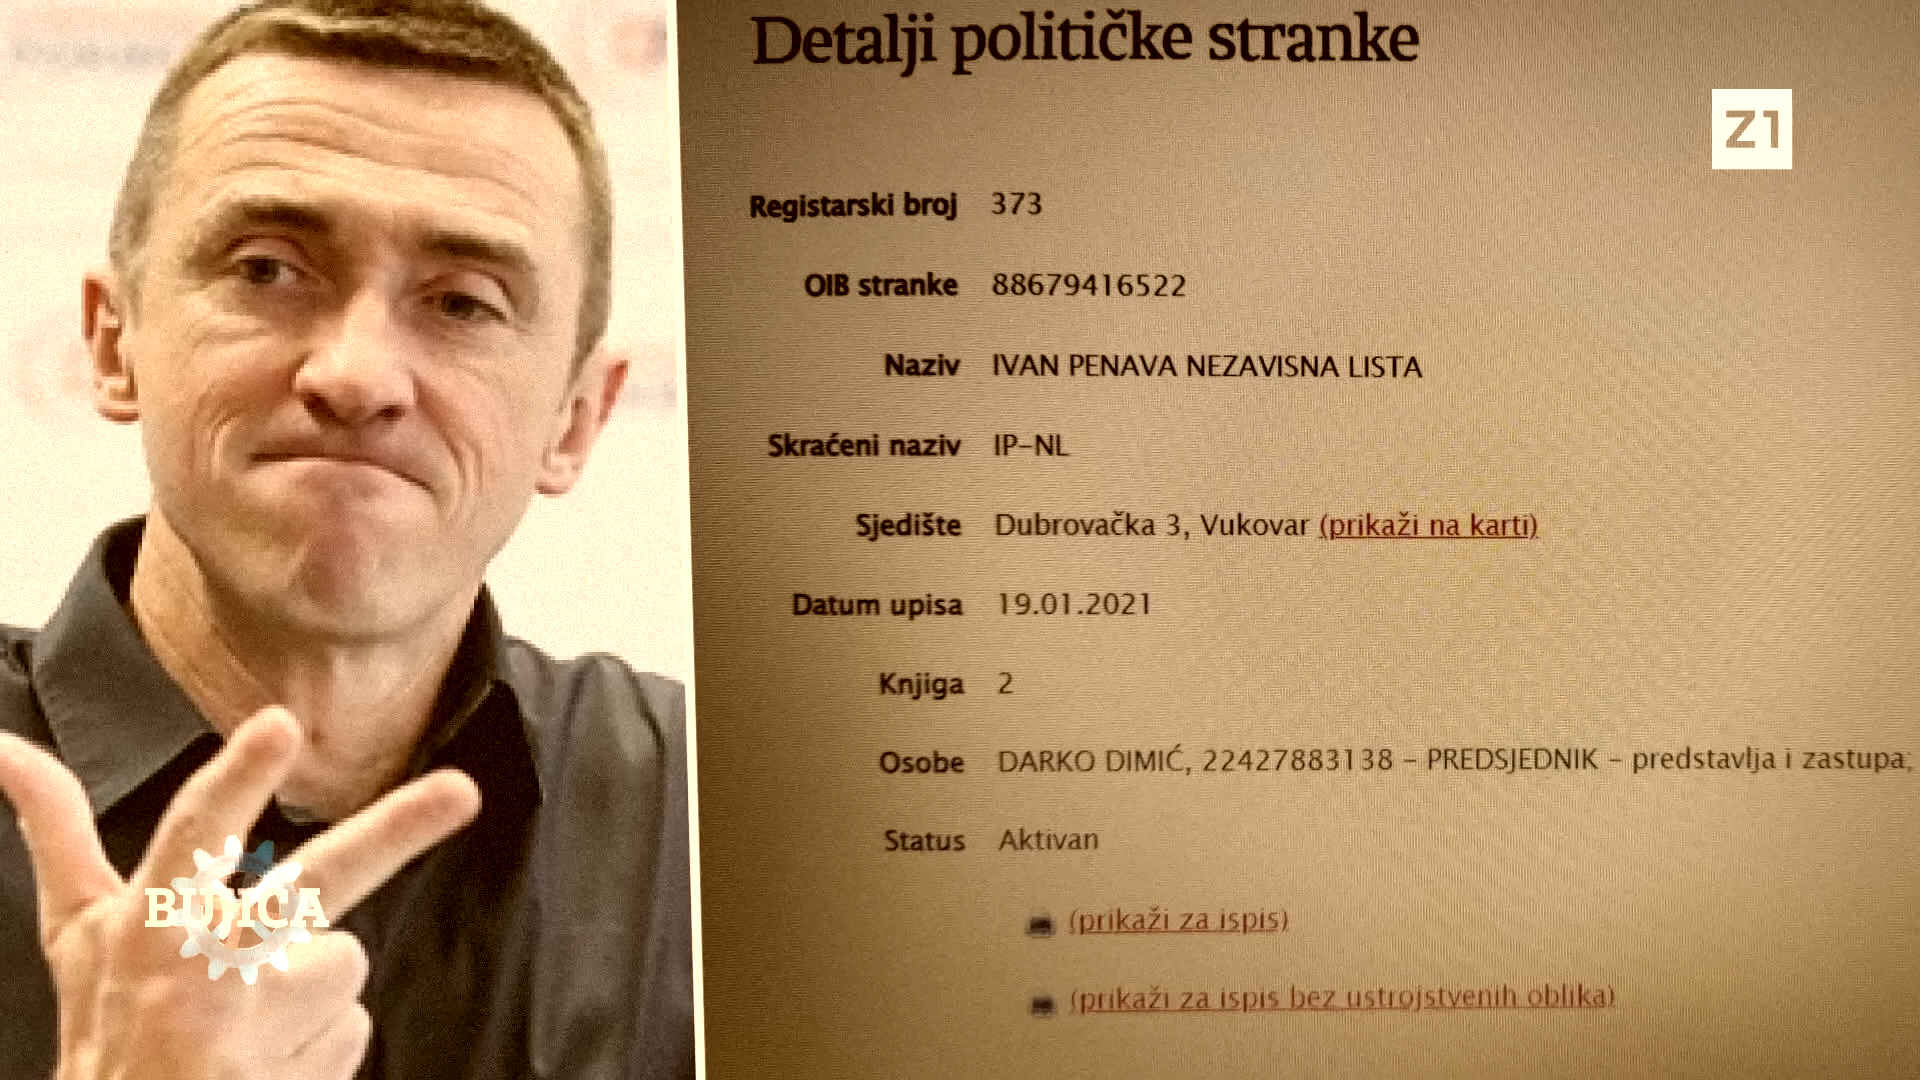 Detalji političke stranke
Z1
Registarski broj 373
OIB stranke 88679416522
Naziv IVAN PENAVA NEZAVISNA LISTA
Skraćeni naziv IP-NL
Sjedište Dubrovačka 3, Vukovar (prikaži na karti)
Datum upisa 19.01.2021
Knjiga 2
Osobe DARKO DIMIĆ, 22427883138 - PREDSJEDNIK - predstavlja i zastupa;
Status Aktivan
BUJICA
(prikaži za ispis)
(prikaži za ispis bez ustrojstvenih oblika)